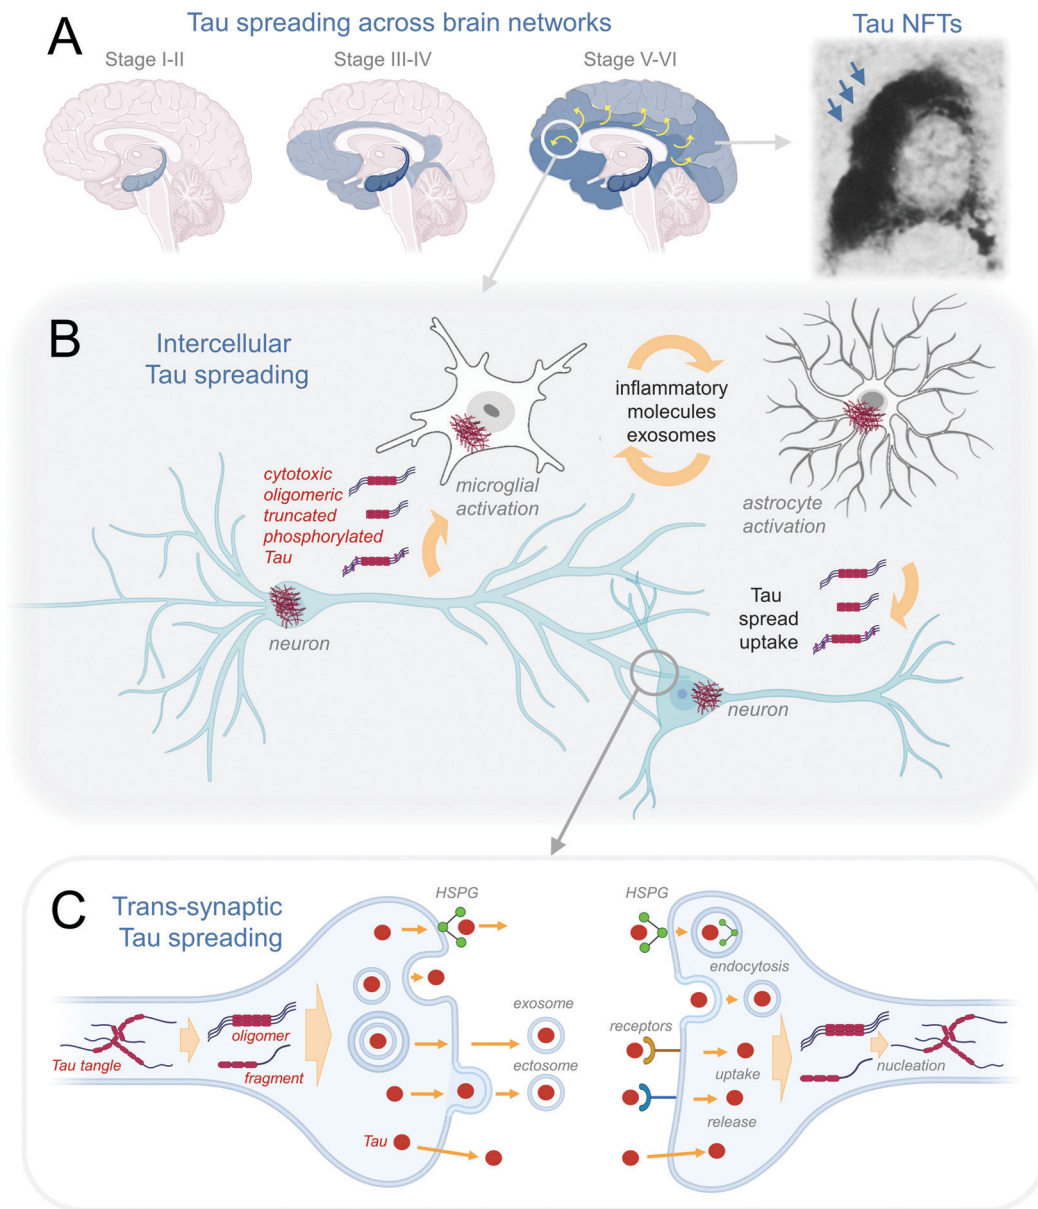 A
Tau spreading across brain networks
Tau NFTs
Stage I-II
Stage III-IV
Stage V-VI
B
Intercellular
Tau spreading
inflammatory
molecules
exosomes
cytotoxic
oligomeric
truncated
phosphorylated
Tau
microglial
activation
astrocyte
activation
Tau
spread
uptake
neuron
neuron
C
Trans-synaptic
Tau spreading
HSPG
HSPG
endocytosis
exosome
receptors
oligomer
Tau tangle
fragment
ectosome
uptake
nucleation
release
Tau